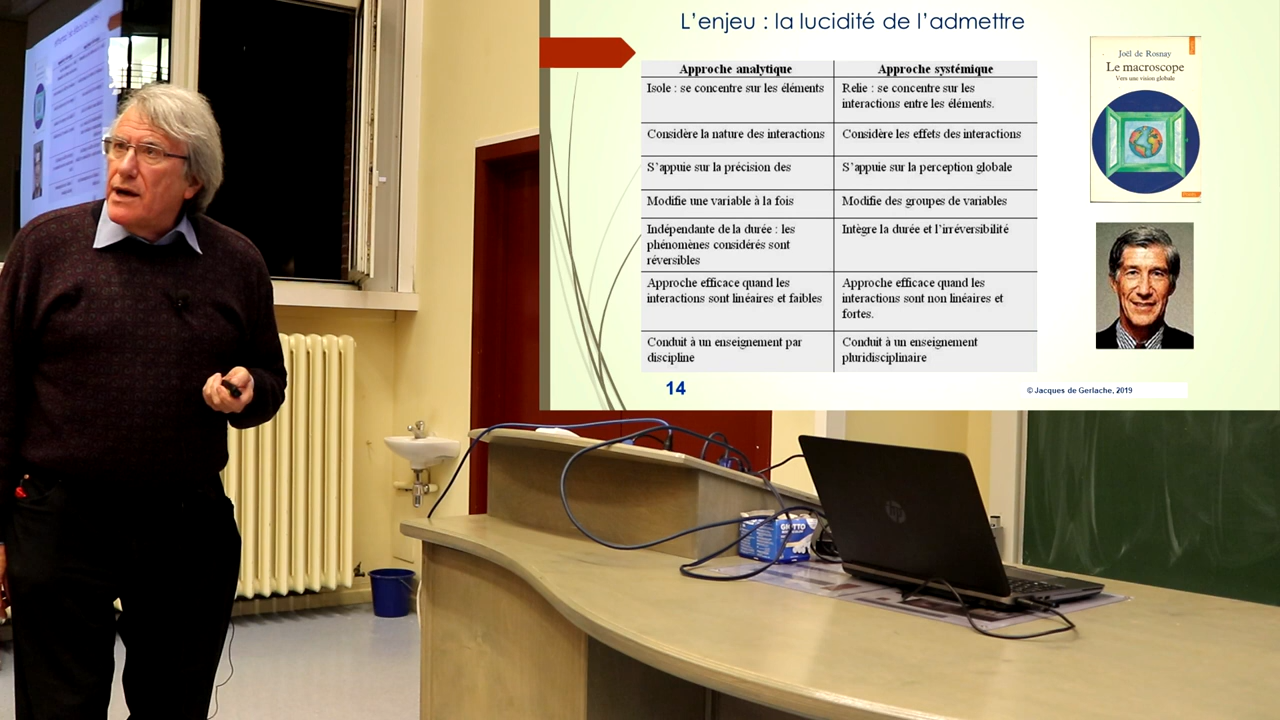 L'enjeu : la lucidité de l'admettre
Approche analytique
Approche systémique
Isole : se concentre sur les éléments
Relie : se concentre sur les
interactions entre les éléments.
Considère la nature des interactions
Considère les effets des interactions
S'appuie sur la précision des
S'appuie sur la perception globale
Modifie une variable à la fois
Modifie des groupes de variables
Indépendante de la durée : les
phénomènes considérés sont
réversibles
Intègre la durée et l'irréversibilité
Approche efficace quand les
interactions sont linéaires et faibles
Approche efficace quand les
interactions sont non linéaires et
fortes.
Conduit à un enseignement par
discipline
Conduit à un enseignement
pluridisciplinaire
14
© Jacques de Gerlache, 2019
Joël de Rosnay
Le macroscope
Vers une vision globale
GIOTTO
hp